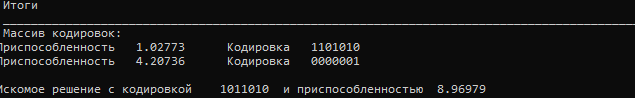 Итоги
Массив кодировок:
Приспособленность 1.02773 Кодировка 1101010
Приспособленность 4.20736 Кодировка 0000001
Искомое решение с кодировкой 1011010 и приспособленностью 8.96979